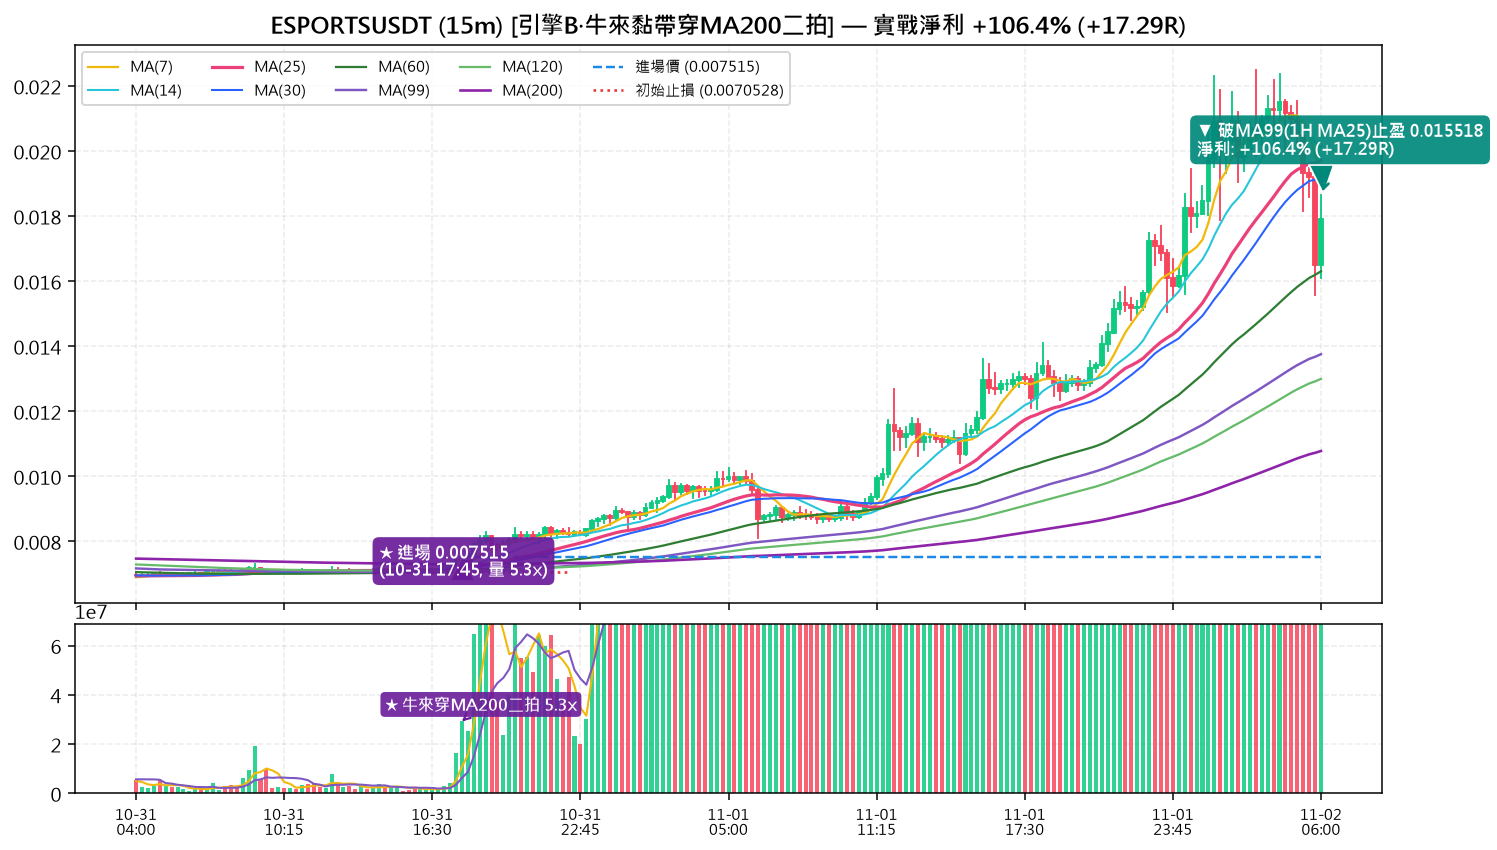 ESPORTSUSDT (15m) [引擎B·牛來黏帶穿MA200二拍] — 實戰淨利 +106.4% (+17.29R)
MA(7) MA(25) MA(60) MA(120) 進場價 (0.007515)
MA(14) MA(30) MA(99) MA(200) 初始止損 (0.0070528)
0.022
0.020
0.018
0.016
0.014
0.012
0.010
0.008
▼ 破MA99(1H MA25)止盈 0.015518
淨利: +106.4% (+17.29R)
★ 進場 0.007515
(10-31 17:45, 量 5.3x)
1e7
6
4
2
0
★ 牛來穿MA200二拍 5.3x
10-31 10-31 10-31 10-31 11-01 11-01 11-01 11-01 11-02
04:00 10:15 16:30 22:45 05:00 11:15 17:30 23:45 06:00